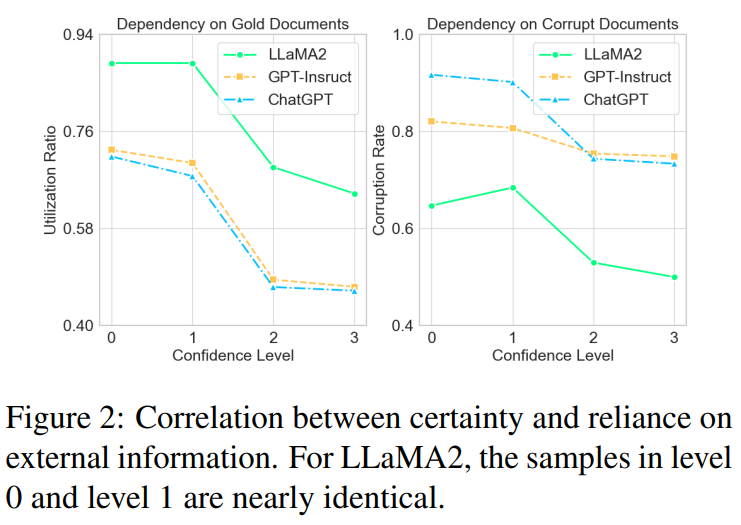 Dependency on Gold Documents
0.94
0.76
0.58
0.40
Utilization Ratio
LLaMA2
GPT-Insruct
ChatGPT
0 1 2 3
Confidence Level
Dependency on Corrupt Documents
1.0
0.8
0.6
0.4
Corruption Rate
LLaMA2
GPT-Instruct
ChatGPT
0 1 2 3
Confidence Level
Figure 2: Correlation between certainty and reliance on
external information. For LLaMA2, the samples in level
0 and level 1 are nearly identical.